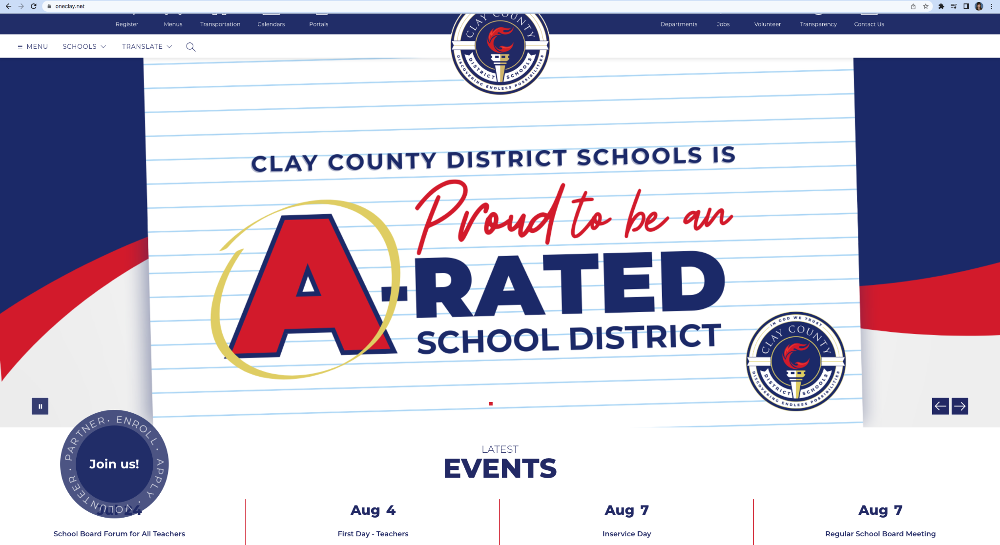 oneclay.net
Register
Menus
Transportation
Calendars
Portals
Departments
Jobs
Volunteer
Transparency
Contact Us
CLAY COUNTY
DISTRICT SCHOOLS
DISCOVERING ENDLESS POSSIBILITIES
MENU
SCHOOLS
TRANSLATE
CLAY COUNTY DISTRICT SCHOOLS IS
Proud to be an
A-RATED
SCHOOL DISTRICT
IN GOD WE TRUST
CLAY COUNTY
DISTRICT SCHOOLS
DISCOVERING ENDLESS POSSIBILITIES
PARTNER · ENROLL · APPLY · VOLUNTEER ·
Join us!
LATEST
EVENTS
Jul 24
School Board Forum for All Teachers
Aug 4
First Day - Teachers
Aug 7
Inservice Day
Aug 7
Regular School Board Meeting